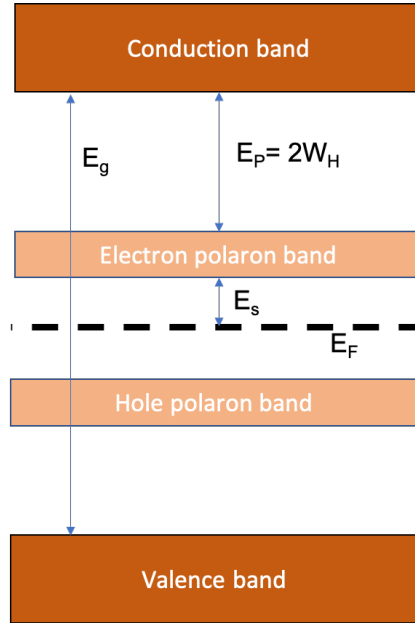 Conduction band
E_g
E_P= 2W_H
Electron polaron band
E_s
E_F
Hole polaron band
Valence band